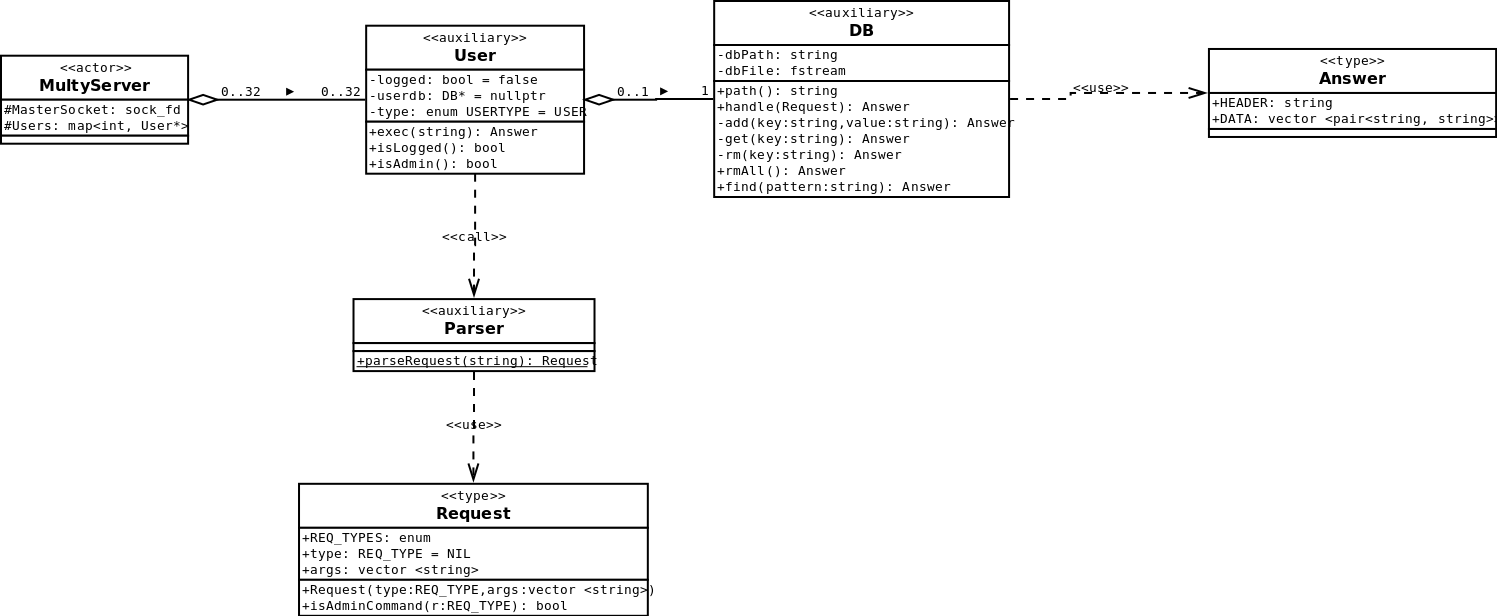 <<actor>>
MultyServer
#MasterSocket: sock_fd
#Users: map<int, User*>
0..32
0..32
<<auxiliary>>
User
-logged: bool = false
-userdb: DB* = nullptr
-type: enum USERTYPE = USER
+exec(string): Answer
+isLogged(): bool
+isAdmin(): bool
0..1
1
<<auxiliary>>
DB
-dbPath: string
-dbFile: fstream
+path(): string
+handle(Request): Answer
-add(key:string,value:string): Answer
-get(key:string): Answer
-rm(key:string): Answer
+rmAll(): Answer
+find(pattern:string): Answer
<<use>>
<<type>>
Answer
+HEADER: string
+DATA: vector <pair<string, string>>
<<call>>
<<auxiliary>>
Parser
+parseRequest(string): Request
<<use>>
<<type>>
Request
+REQ_TYPES: enum
+type: REQ_TYPE = NIL
+args: vector <string>
+Request(type:REQ_TYPE,args:vector <string>)
+isAdminCommand(r:REQ_TYPE): bool